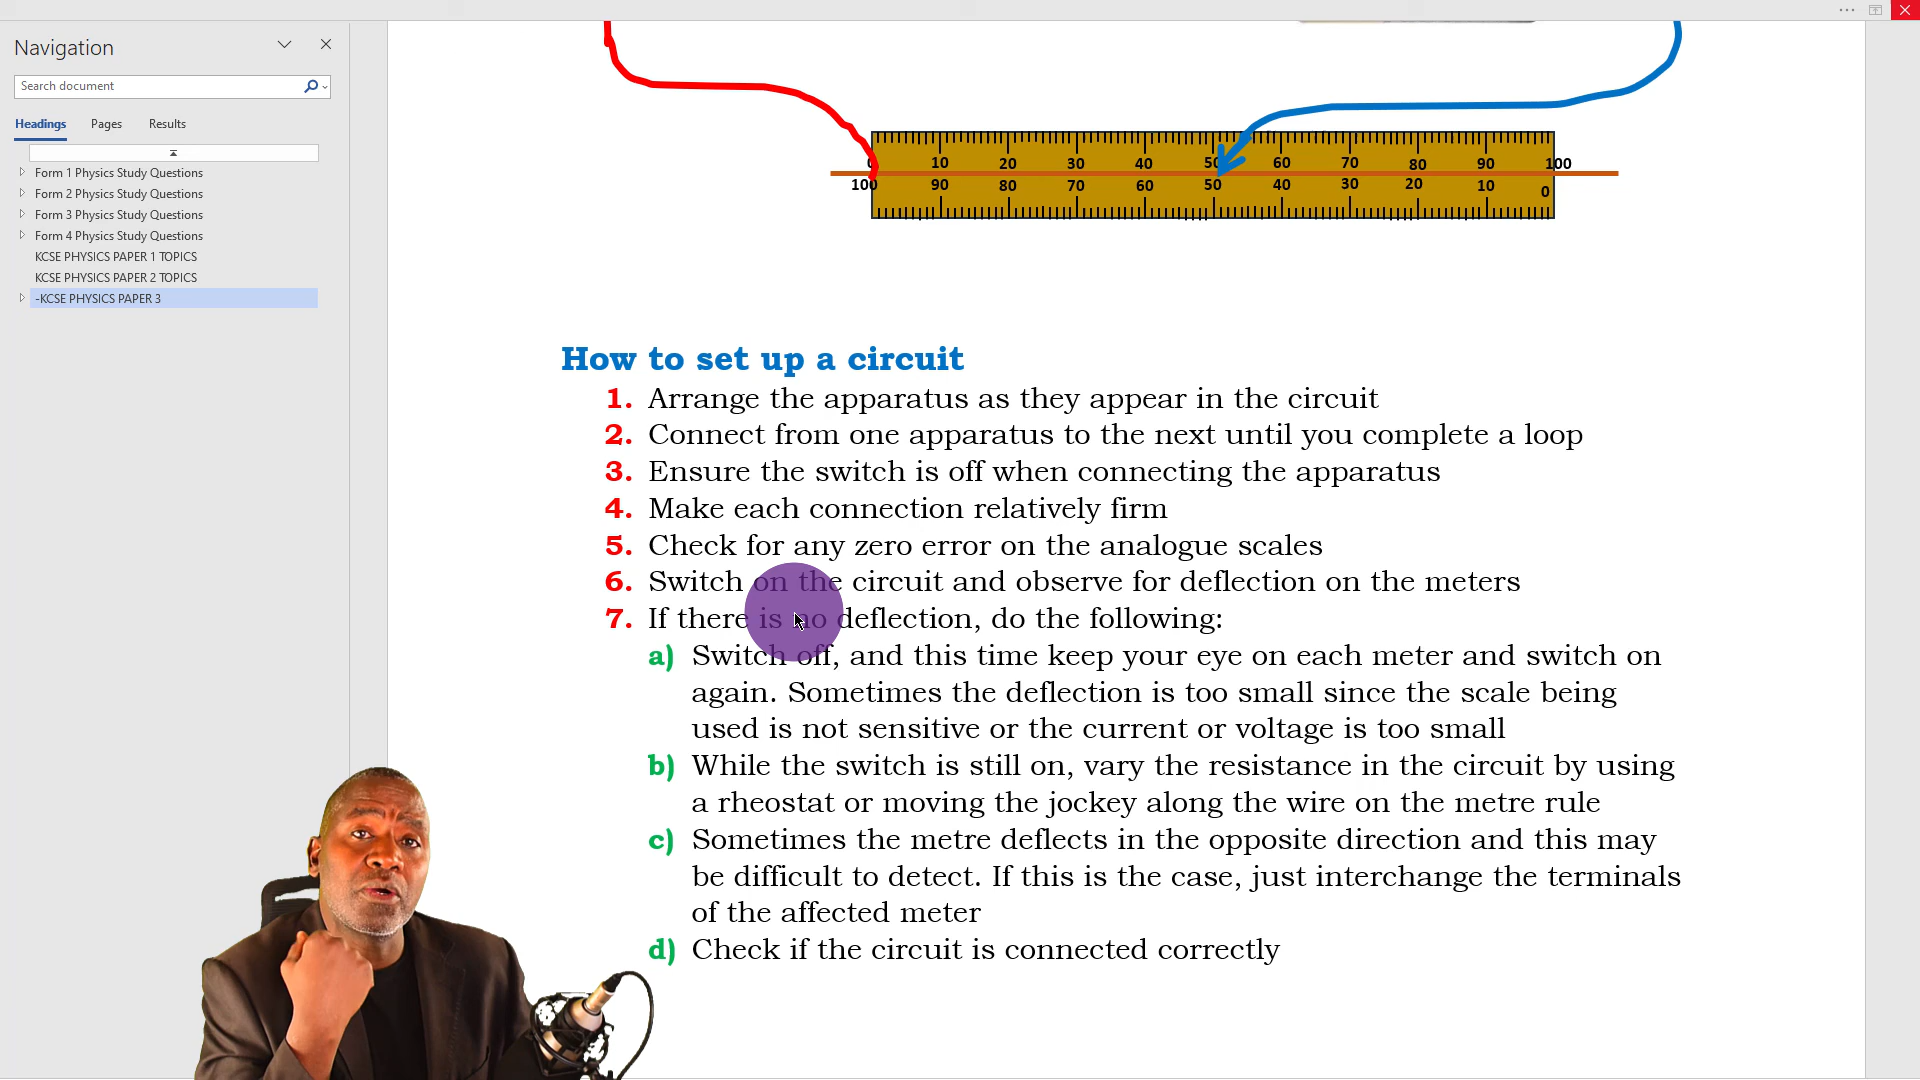 Navigation
Search document
Headings Pages Results
Form 1 Physics Study Questions
Form 2 Physics Study Questions
Form 3 Physics Study Questions
Form 4 Physics Study Questions
KCSE PHYSICS PAPER 1 TOPICS
KCSE PHYSICS PAPER 2 TOPICS
-KCSE PHYSICS PAPER 3
0 10 20 30 40 50 60 70 80 90 100
100 90 80 70 60 50 40 30 20 10 0
How to set up a circuit
1. Arrange the apparatus as they appear in the circuit
2. Connect from one apparatus to the next until you complete a loop
3. Ensure the switch is off when connecting the apparatus
4. Make each connection relatively firm
5. Check for any zero error on the analogue scales
6. Switch on the circuit and observe for deflection on the meters
7. If there is no deflection, do the following:
a) Switch off, and this time keep your eye on each meter and switch on
again. Sometimes the deflection is too small since the scale being
used is not sensitive or the current or voltage is too small
b) While the switch is still on, vary the resistance in the circuit by using
a rheostat or moving the jockey along the wire on the metre rule
c) Sometimes the metre deflects in the opposite direction and this may
be difficult to detect. If this is the case, just interchange the terminals
of the affected meter
d) Check if the circuit is connected correctly